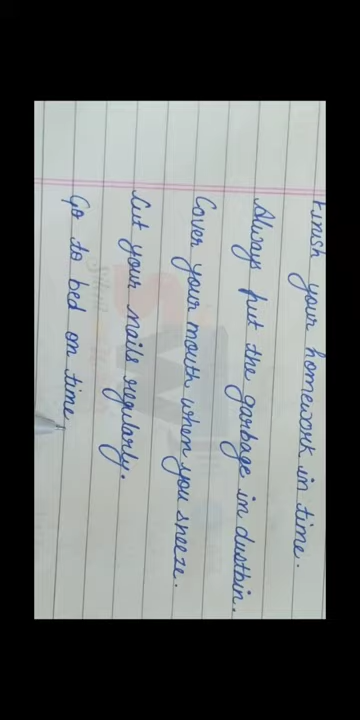 Finish your homework in time.
Always put the garbage in dustbin.
Cover your mouth when you sneeze.
Cut your nails regularly.
Go to bed on time